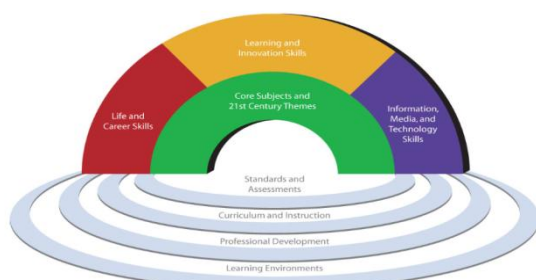 Learning and
Innovation Skills
Core Subjects and
21st Century Themes
Life and
Career Skills
Information,
Media, and
Technology
Skills
Standards and
Assessments
Curriculum and Instruction
Professional Development
Learning Environments